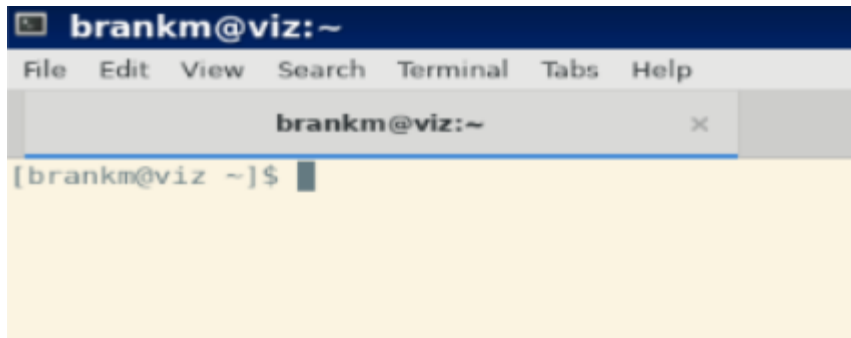 brankm@viz:~
File Edit View Search Terminal Tabs Help
brankm@viz:~ ×
[brankm@viz ~]$